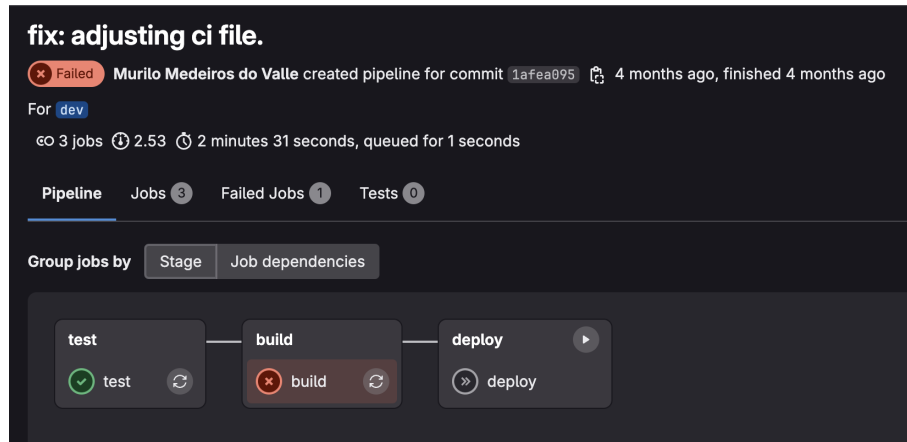 fix: adjusting ci file.
Failed Murilo Medeiros do Valle created pipeline for commit 1afea095 4 months ago, finished 4 months ago
For dev
3 jobs 2.53 2 minutes 31 seconds, queued for 1 seconds
Pipeline Jobs 3 Failed Jobs 1 Tests 0
Group jobs by Stage Job dependencies
test build deploy
test build deploy